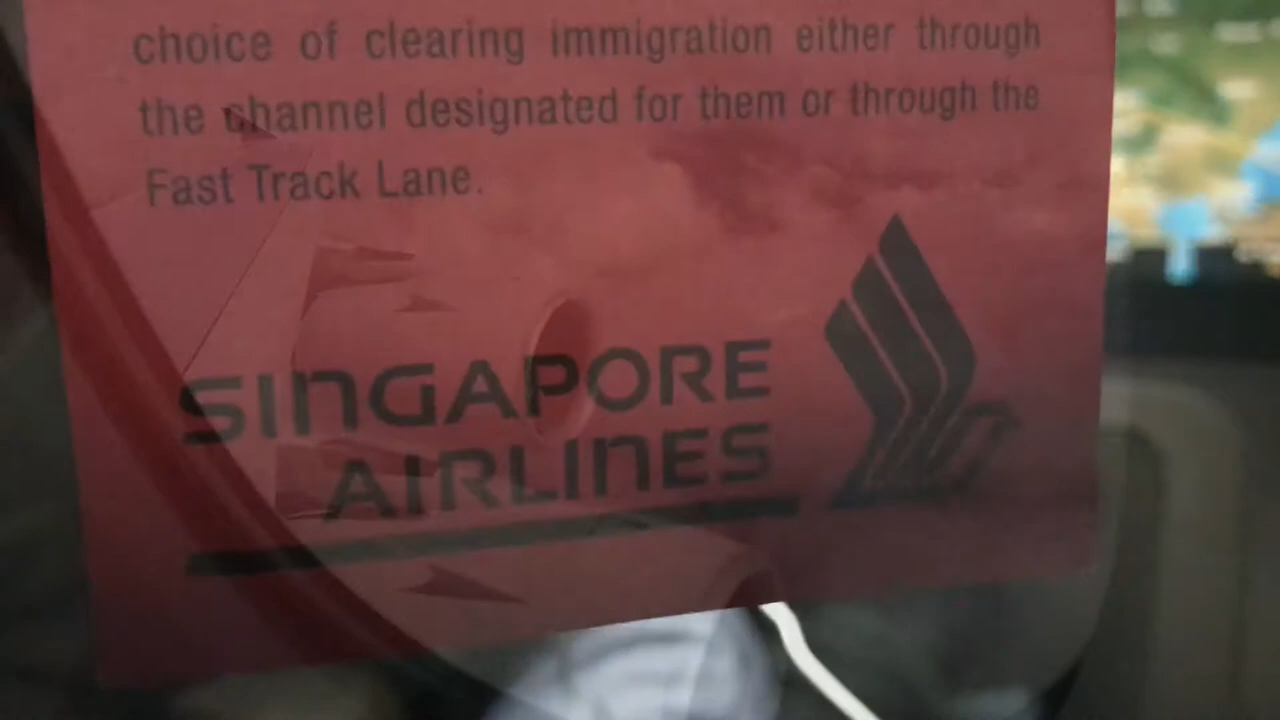 choice of clearing immigration either through
the channel designated for them or through the
Fast Track Lane.
SINGAPORE
AIRLINES